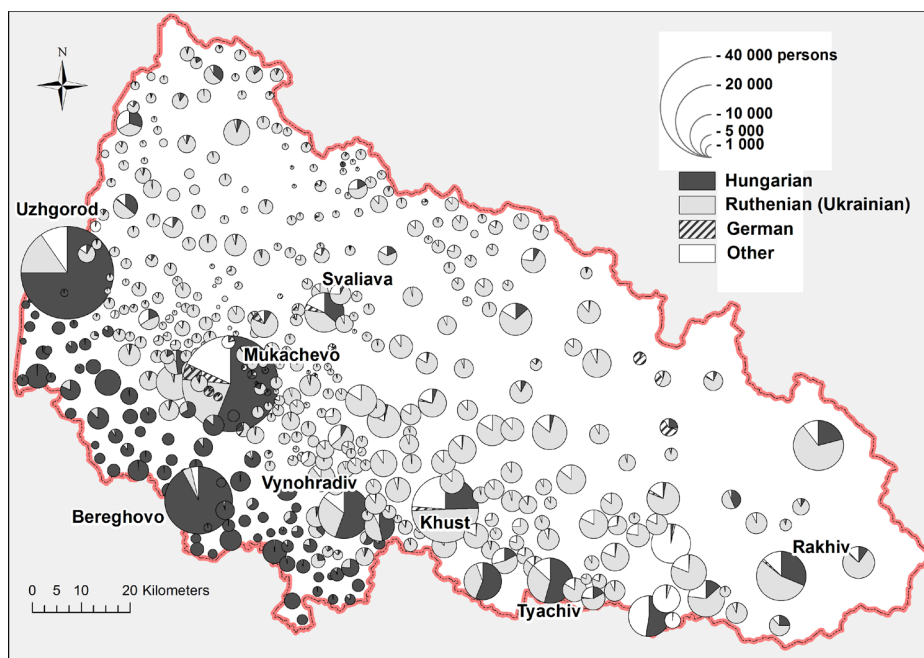 N
- 40 000 persons
- 20 000
- 10 000
- 5 000
- 1 000
Hungarian
Ruthenian (Ukrainian)
German
Other
Uzhgorod
Svaliava
Mukachevo
Vynohradiv
Bereghovo
Khust
Rakhiv
Tyachiv
0 5 10 20 Kilometers